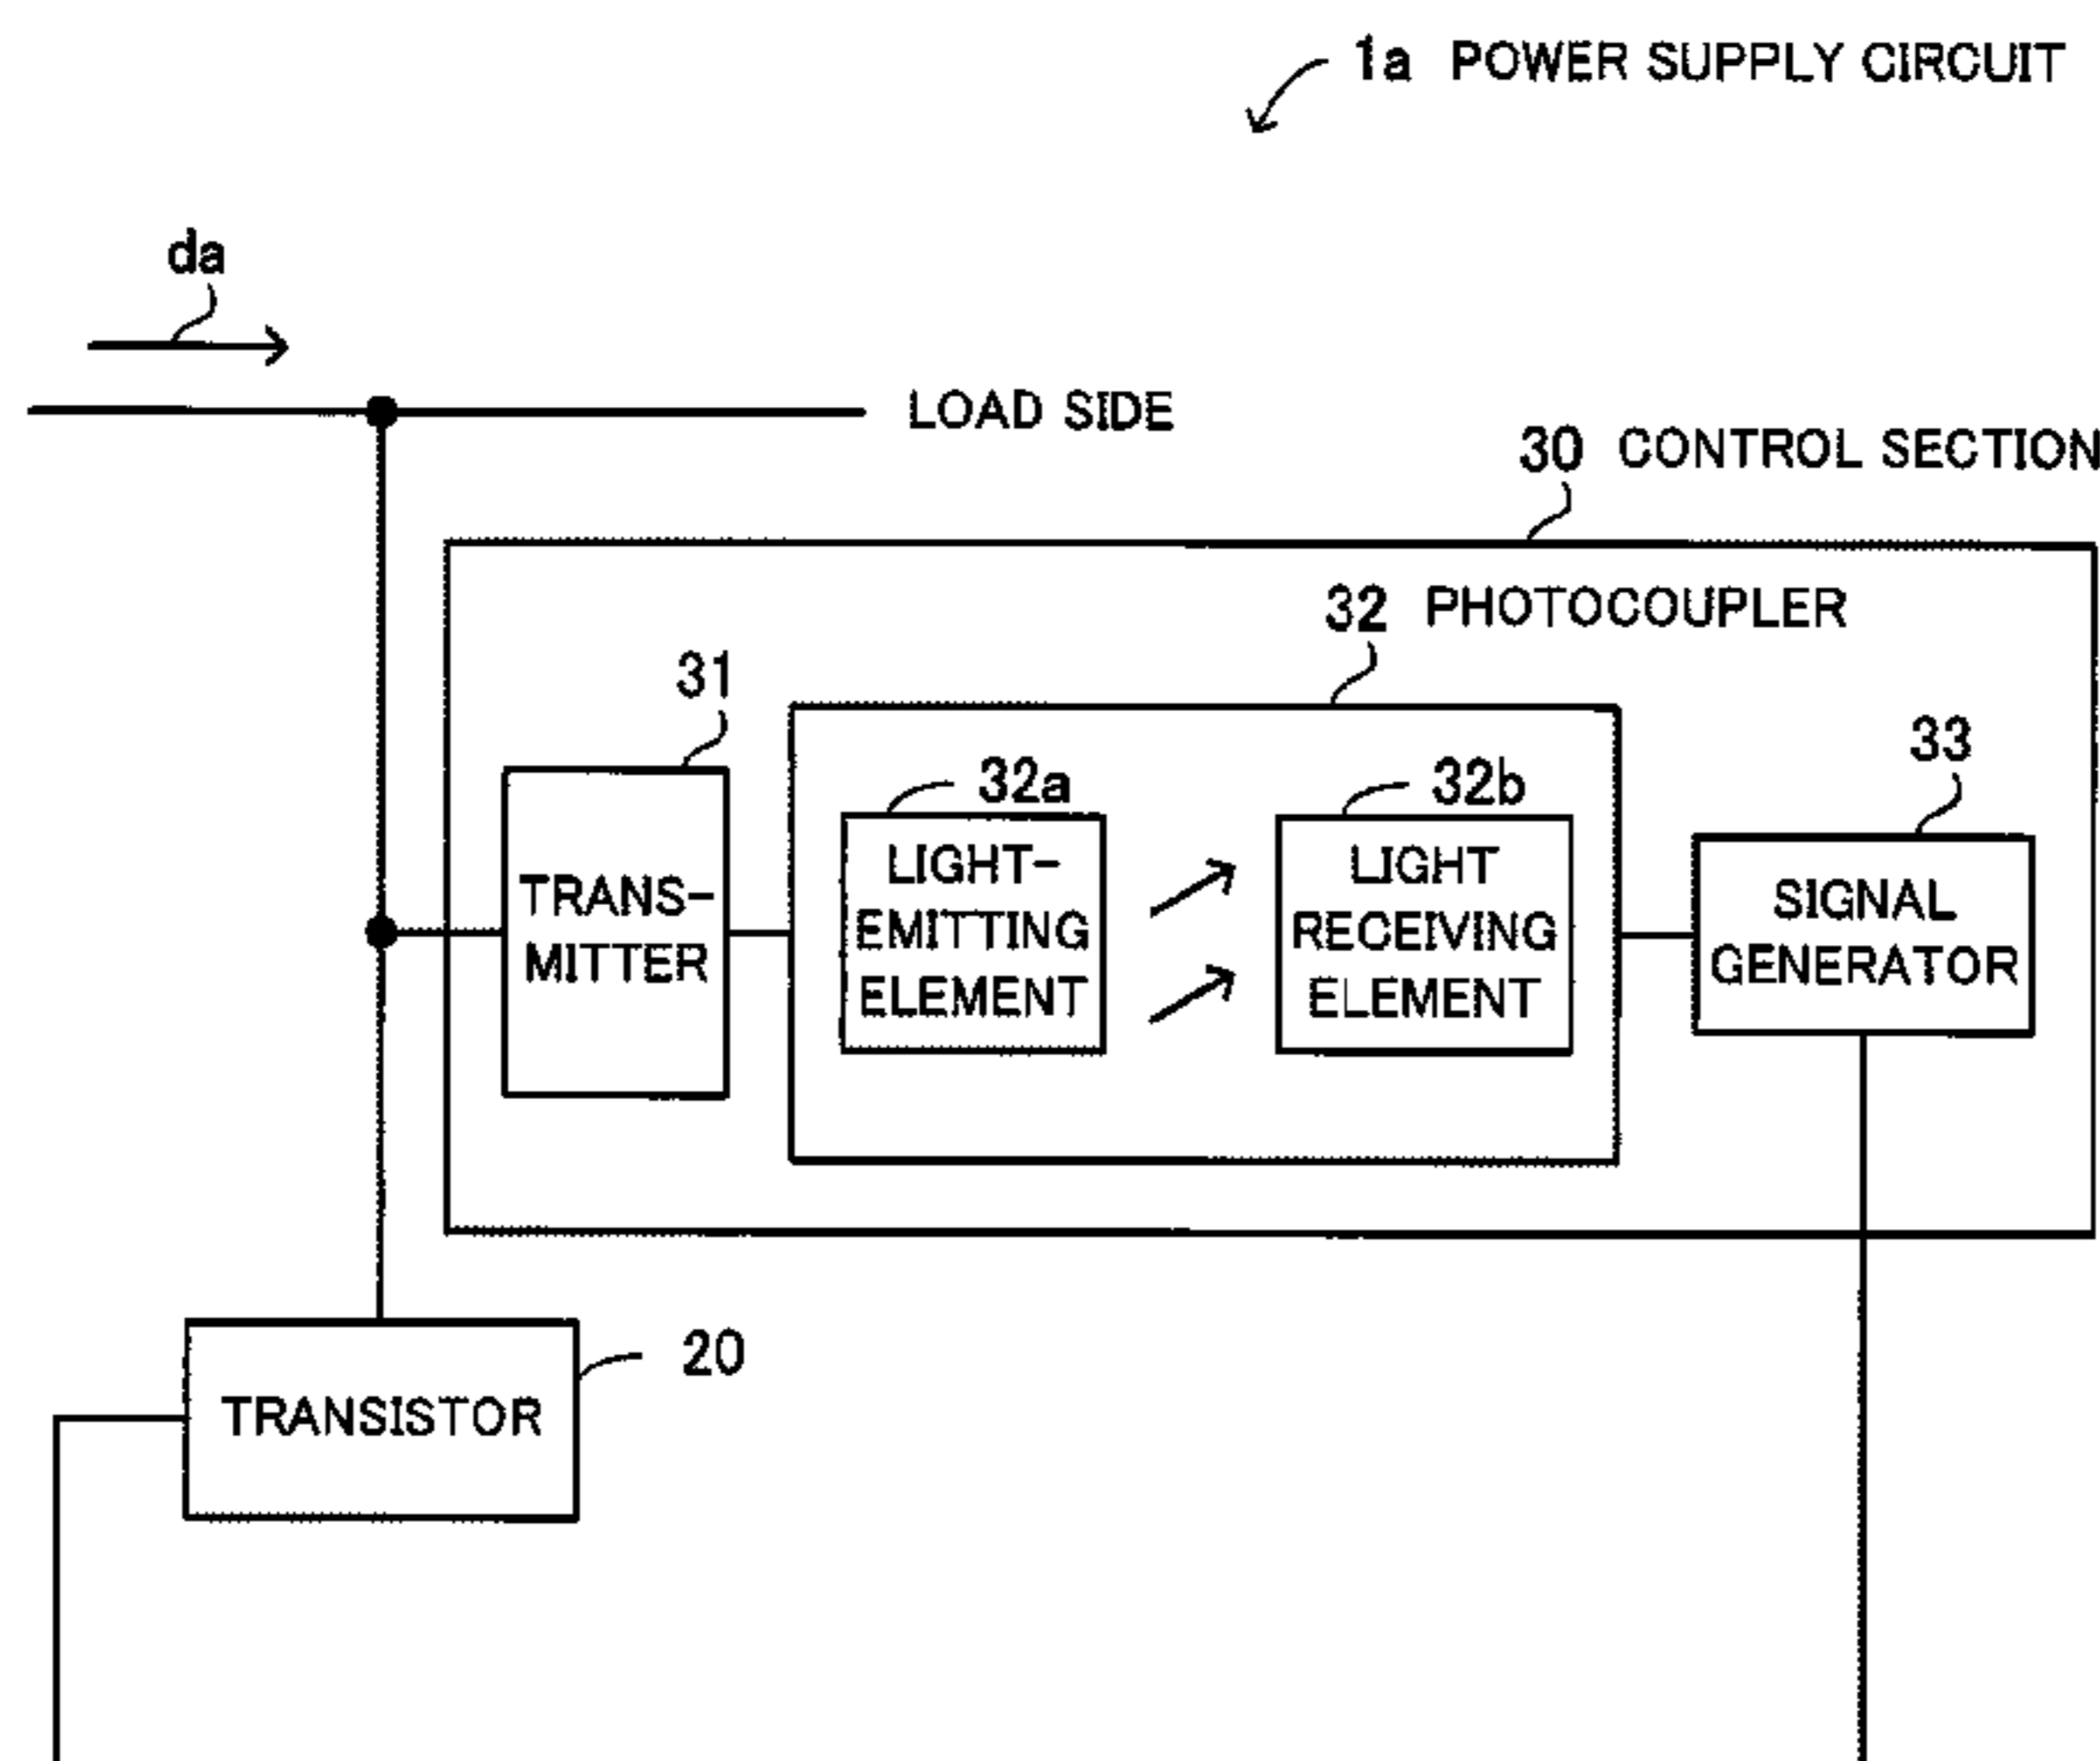 1a POWER SUPPLY CIRCUIT
da
LOAD SIDE
30 CONTROL SECTION
32 PHOTOCOUPLER
31
33
32a
32b
TRANS-
MITTER
LIGHT-
EMITTING
ELEMENT
LIGHT
RECEIVING
ELEMENT
SIGNAL
GENERATOR
20
TRANSISTOR